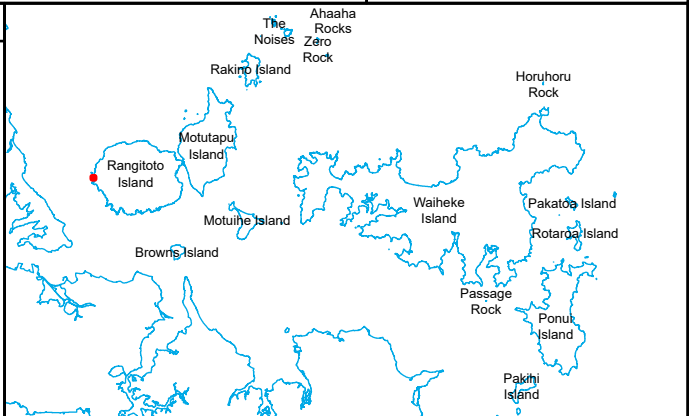 The
Noises
Ahaaha
Rocks
Zero
Rock
Rakino Island
Horuhoru
Rock
Motutapu
Island
Rangitoto
Island
Waiheke
Island
Pakatoa Island
Motuihe Island
Rotaroa Island
Browns Island
Passage
Rock
Ponui
Island
Pakihi
Island